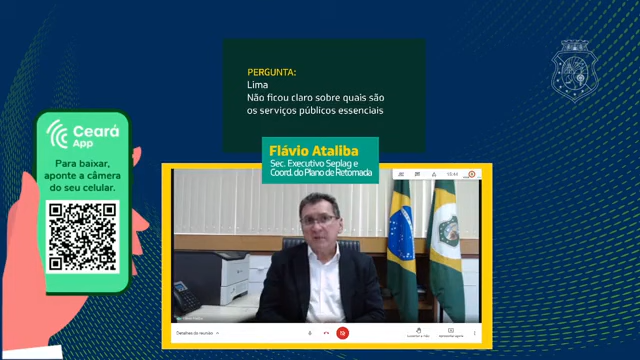 PERGUNTA:
Lima
Não ficou claro sobre quais são
os serviços públicos essenciais
Flávio Ataliba
Sec. Executivo Seplag e
Coord. do Plano de Retomada
Ceará
App
Para baixar,
aponte a câmera
do seu celular.
Detalhes da reunião